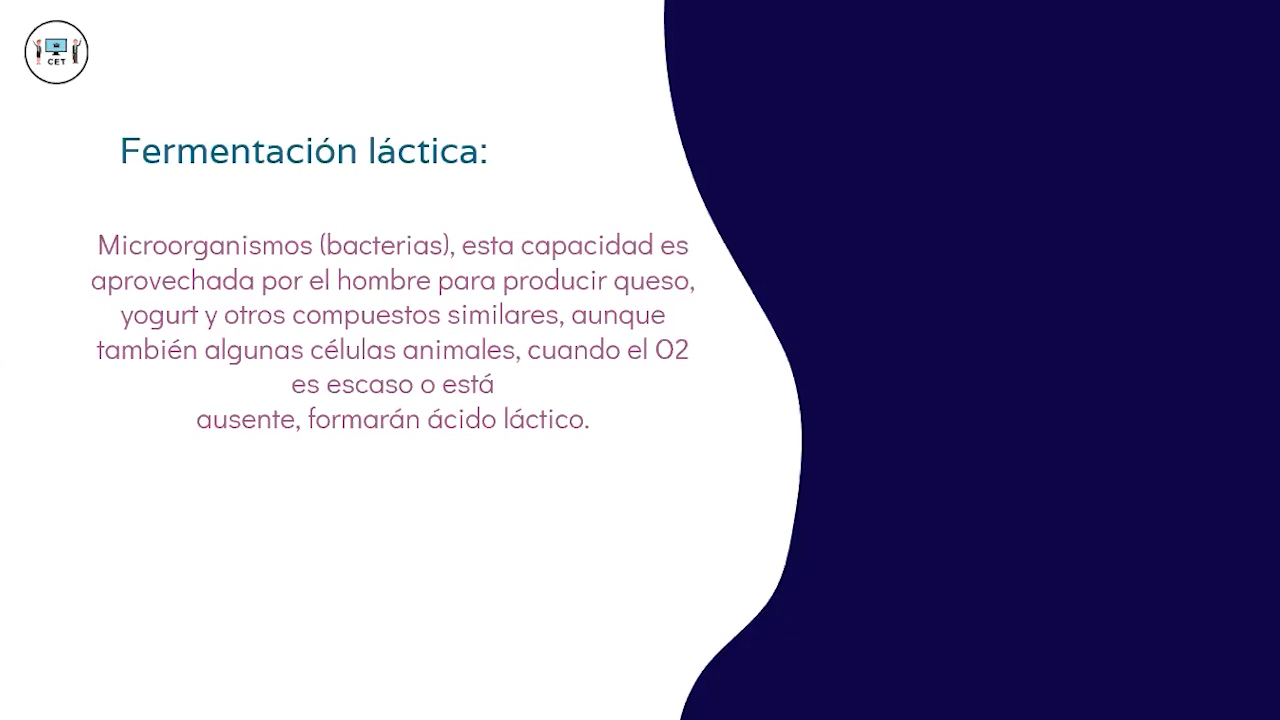 CET
Fermentación láctica:
Microorganismos (bacterias), esta capacidad es
aprovechada por el hombre para producir queso,
yogurt y otros compuestos similares, aunque
también algunas células animales, cuando el O2
es escaso o está
ausente, formarán ácido láctico.